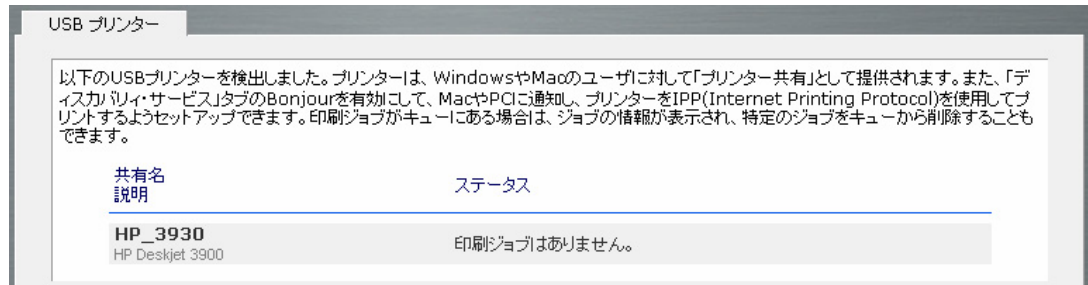 USB プリンター
以下のUSBプリンターを検出しました。プリンターは、WindowsやMacのユーザに対して「プリンター共有」として提供されます。また、「デ
ィスカバリィ・サービス」タブのBonjourを有効にして、MacやPCに通知し、プリンターをIPP(Internet Printing Protocol)を使用してプ
リントするようセットアップできます。印刷ジョブがキューにある場合は、ジョブの情報が表示され、特定のジョブをキューから削除することも
できます。
共有名
説明
ステータス
HP_3930
HP Deskjet 3900
印刷ジョブはありません。